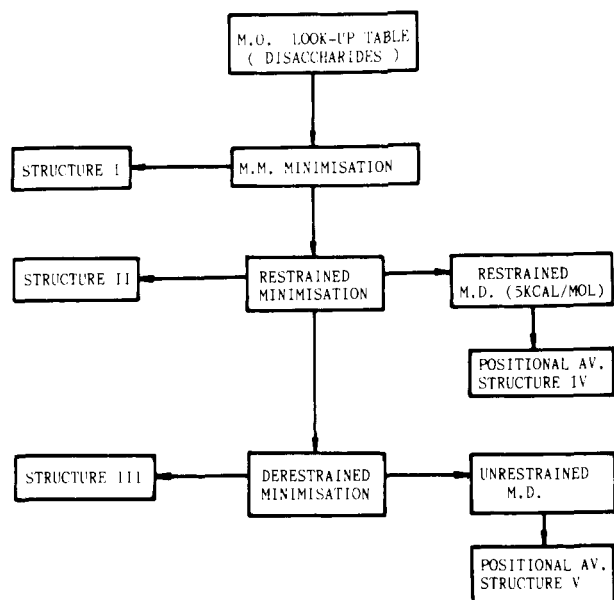 M.O. LOOK-UP TABLE
( DISACCHARIDES )
STRUCTURE I
M.M. MINIMISATION
STRUCTURE II
RESTRAINED
MINIMISATION
RESTRAINED
M.D. (5KCAL/MOL)
POSITIONAL AV.
STRUCTURE IV
STRUCTURE III
DERESTRAINED
MINIMISATION
UNRESTRAINED
M.D.
POSITIONAL AV.
STRUCTURE V